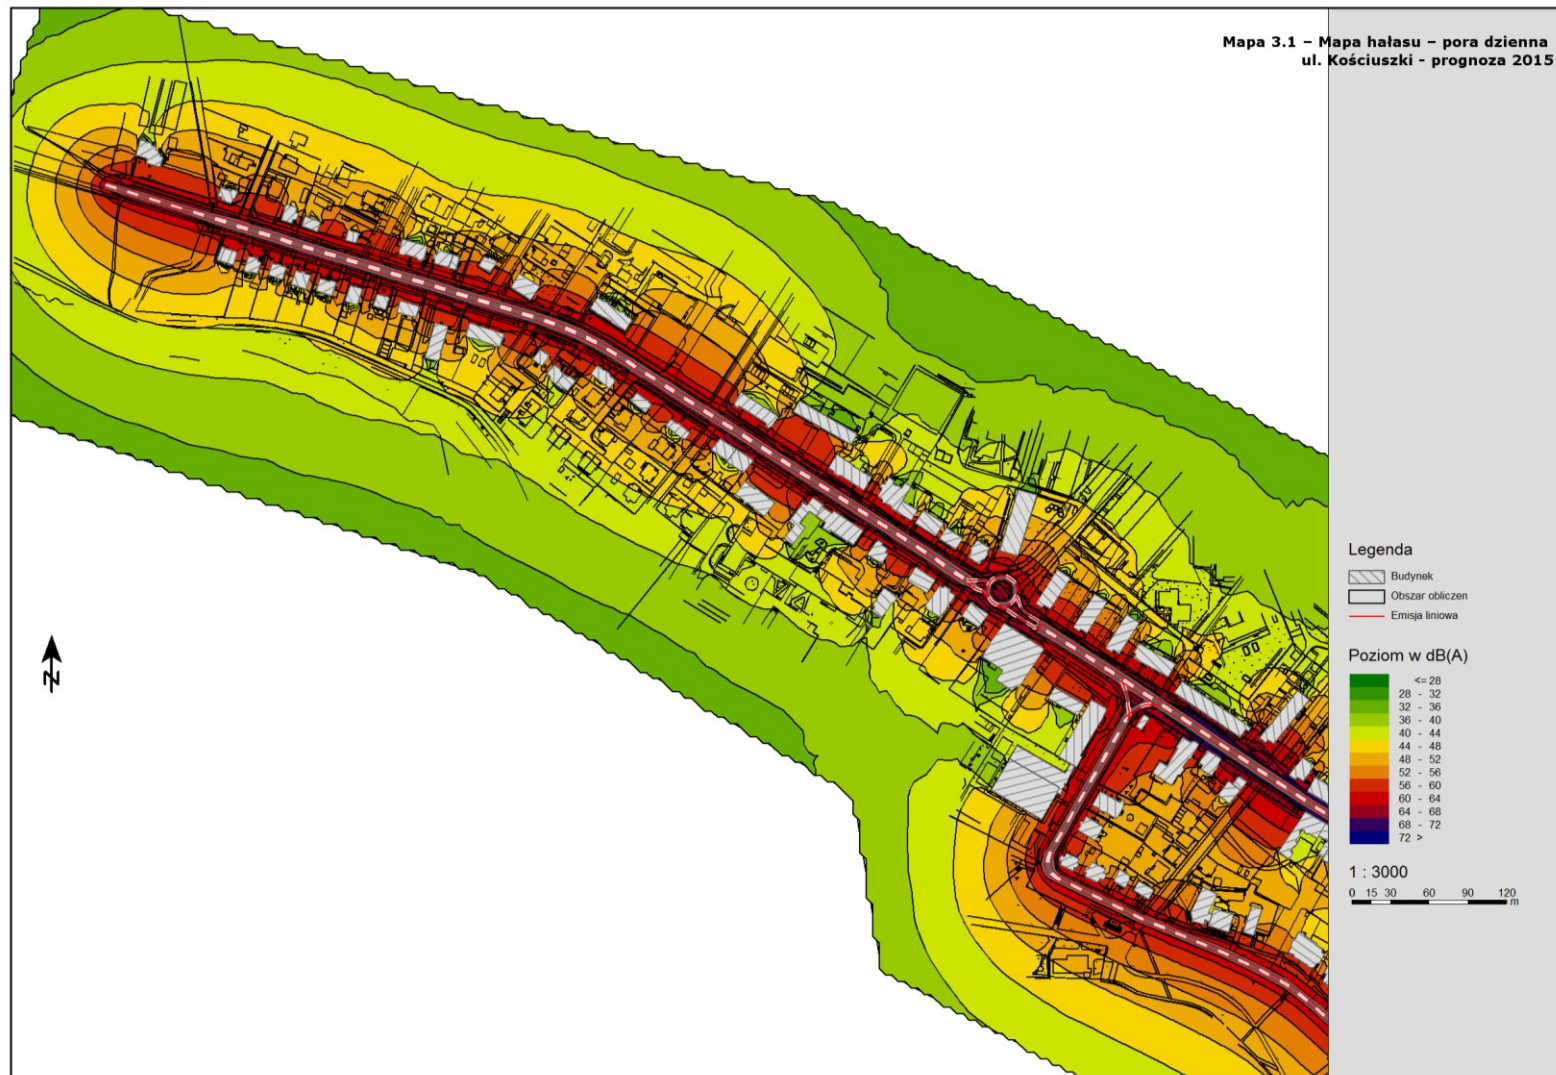 Mapa 3.1 – Mapa hałasu – pora dzienna
ul. Kościuszki - prognoza 2015
Legenda
Budynek
Obszar obliczen
Emisja liniowa
Poziom w dB(A)
<= 28
28 - 32
32 - 36
36 - 40
40 - 44
44 - 48
48 - 52
52 - 56
56 - 60
60 - 64
64 - 68
68 - 72
72 >
1 : 3000
0 15 30 60 90 120
m
N